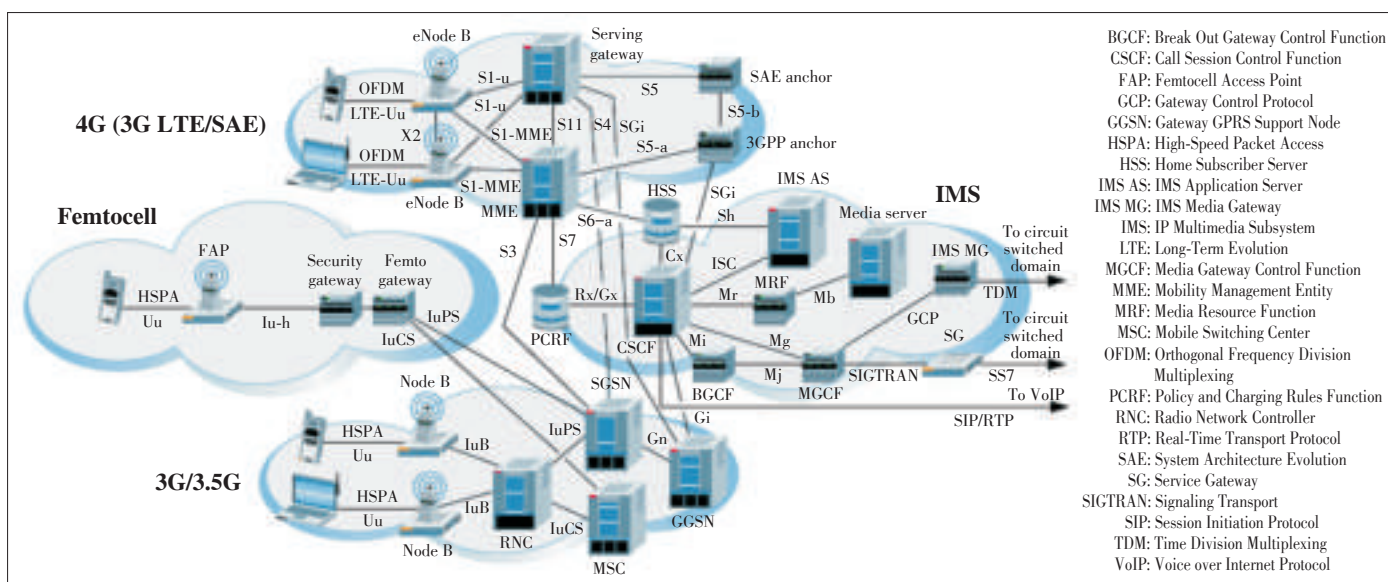 eNode B
Serving
gateway
OFDM
LTE-Uu
S1-u
S1-u
S5
SAE anchor
S5-b
4G (3G LTE/SAE)
X2
S1-MME
S11
S4
SGi
S5-a
3GPP anchor
OFDM
LTE-Uu
S1-MME
eNode B
MME
HSS
SGi
IMS AS
IMS
Femtocell
S6-a
Sh
Media server
To circuit
switched
domain
FAP
Security
gateway
Femto
gateway
S3
S7
Cx
ISC
IMS MG
MRF
TDM
HSPA
Uu
Iu-h
IuPS
IuCS
Rx/Gx
Mr
Mb
GCP
To circuit
switched
domain
PCRF
CSCF
Mi
Mg
SG
Node B
SGSN
BGCF
Mj
MGCF
SIGTRAN
SS7
To VoIP
SIP/RTP
HSPA
Uu
IuB
IuPS
Gn
Gi
3G/3.5G
HSPA
Uu
IuB
IuCS
GGSN
Node B
RNC
MSC
BGCF: Break Out Gateway Control Function
CSCF: Call Session Control Function
FAP: Femtocell Access Point
GCP: Gateway Control Protocol
GGSN: Gateway GPRS Support Node
HSPA: High-Speed Packet Access
HSS: Home Subscriber Server
IMS AS: IMS Application Server
IMS MG: IMS Media Gateway
IMS: IP Multimedia Subsystem
LTE: Long-Term Evolution
MGCF: Media Gateway Control Function
MME: Mobility Management Entity
MRF: Media Resource Function
MSC: Mobile Switching Center
OFDM: Orthogonal Frequency Division
Multiplexing
PCRF: Policy and Charging Rules Function
RNC: Radio Network Controller
RTP: Real-Time Transport Protocol
SAE: System Architecture Evolution
SG: Service Gateway
SIGTRAN: Signaling Transport
SIP: Session Initiation Protocol
TDM: Time Division Multiplexing
VoIP: Voice over Internet Protocol